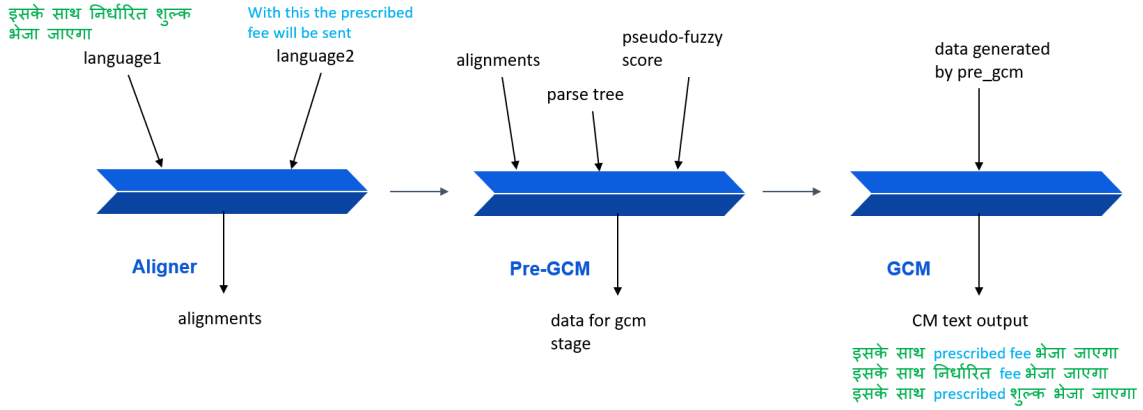 इसके साथ निर्धारित शुल्क
भेजा जाएगा
language1
With this the prescribed
fee will be sent
language2
Aligner
alignments
alignments
parse tree
pseudo-fuzzy
score
Pre-GCM
data for gcm
stage
data generated
by pre_gcm
GCM
CM text output
इसके साथ prescribed fee भेजा जाएगा
इसके साथ निर्धारित fee भेजा जाएगा
इसके साथ prescribed शुल्क भेजा जाएगा